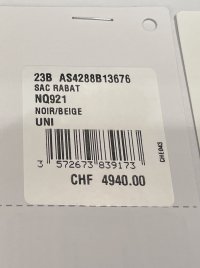 23B AS4288B13676
SAC RABAT
NQ921
NOIR/BEIGE
UNI
3 572673 839173
CHF 4940.00